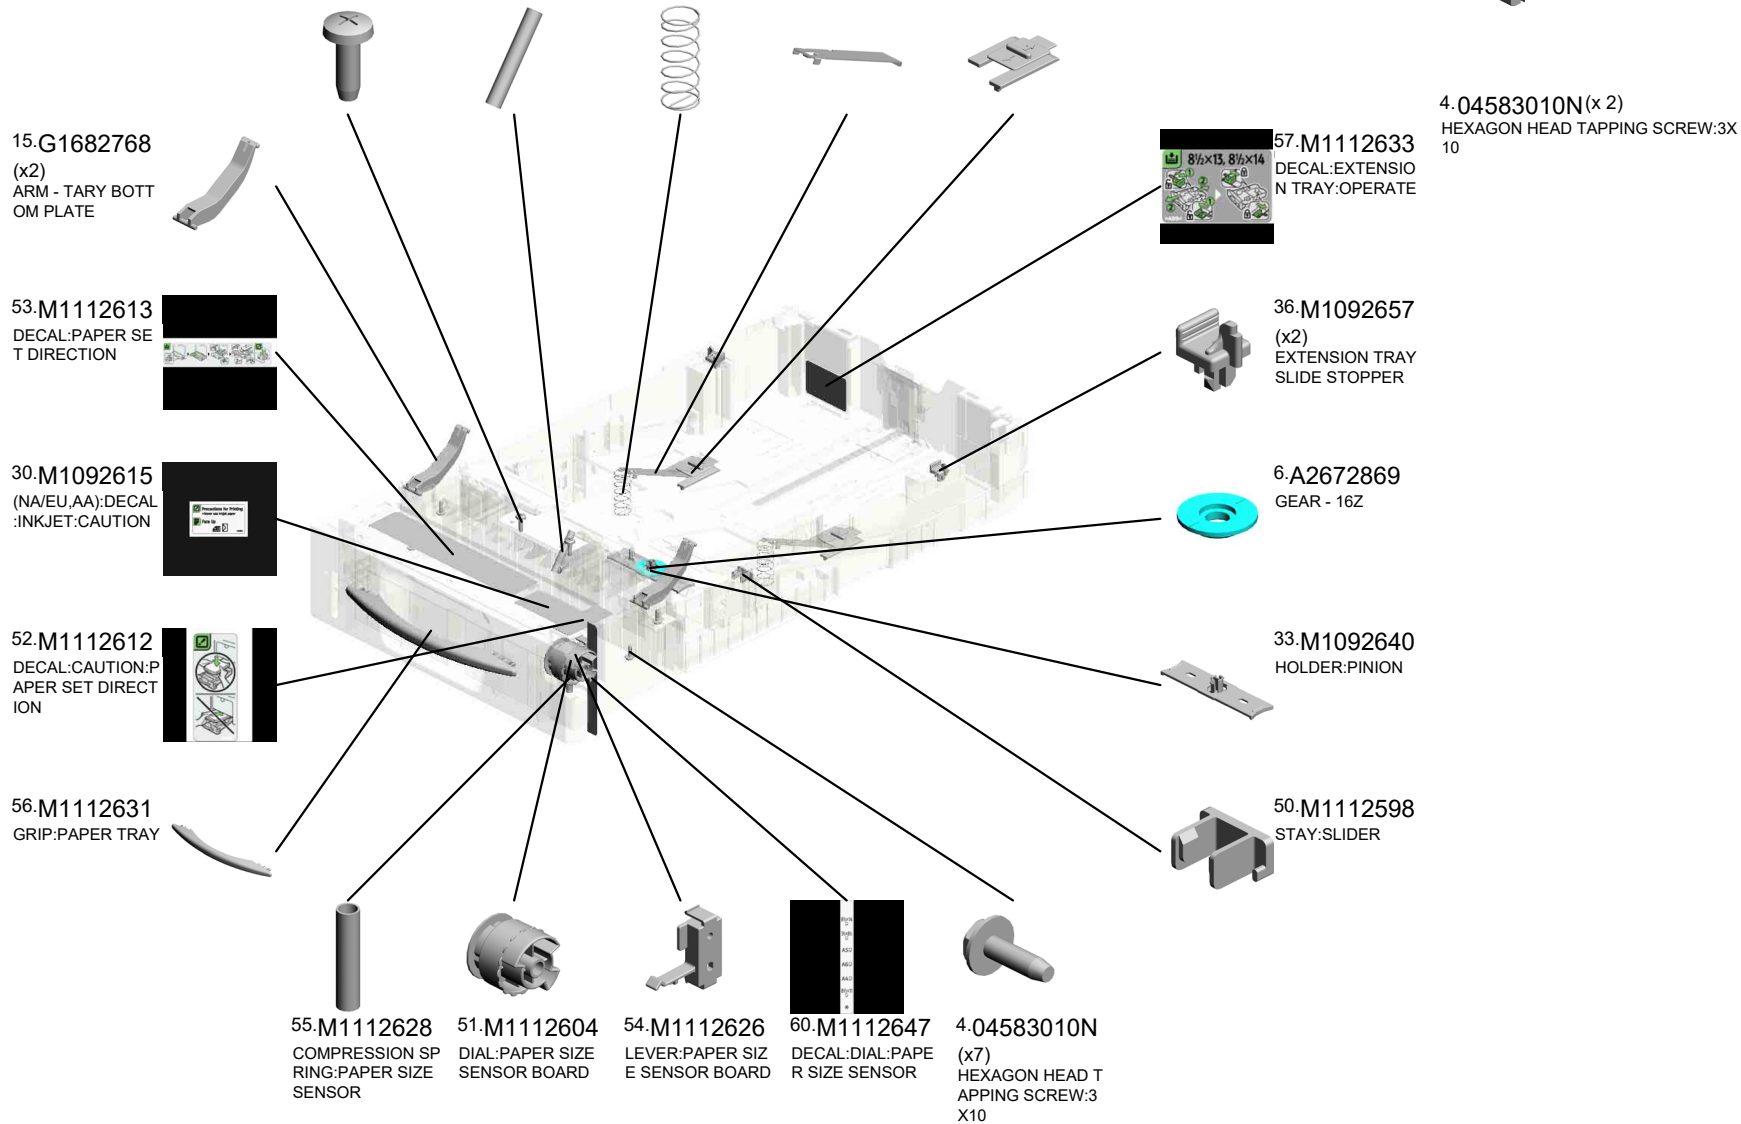 15.G1682768
(x2)
ARM - TARY BOTT
OM PLATE
53.M1112613
DECAL:PAPER SE
T DIRECTION
30.M1092615
(NA/EU,AA):DECAL
:INKJET:CAUTION
Precautions for Printing
Face Up
52.M1112612
DECAL:CAUTION:P
APER SET DIRECT
ION
56.M1112631
GRIP:PAPER TRAY
4.04583010N(x 2)
HEXAGON HEAD TAPPING SCREW:3X
10
8½×13, 8½×14
57.M1112633
DECAL:EXTENSIO
N TRAY:OPERATE
36.M1092657
(x2)
EXTENSION TRAY
SLIDE STOPPER
6.A2672869
GEAR - 16Z
33.M1092640
HOLDER:PINION
50.M1112598
STAY:SLIDER
55.M1112628
COMPRESSION SP
RING:PAPER SIZE
SENSOR
51.M1112604
DIAL:PAPER SIZE
SENSOR BOARD
54.M1112626
LEVER:PAPER SIZ
E SENSOR BOARD
60.M1112647
DECAL:DIAL:PAPE
R SIZE SENSOR
4.04583010N
(x7)
HEXAGON HEAD T
APPING SCREW:3
X10